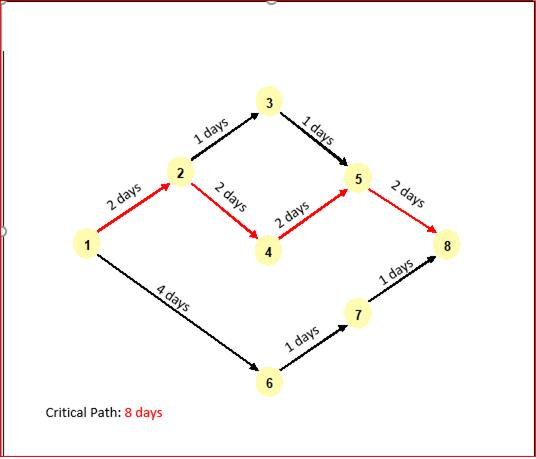 3
1 days
1 days
2
5
2 days
2 days
2 days
2 days
1
4
8
4 days
1 days
7
1 days
6
Critical Path: 8 days